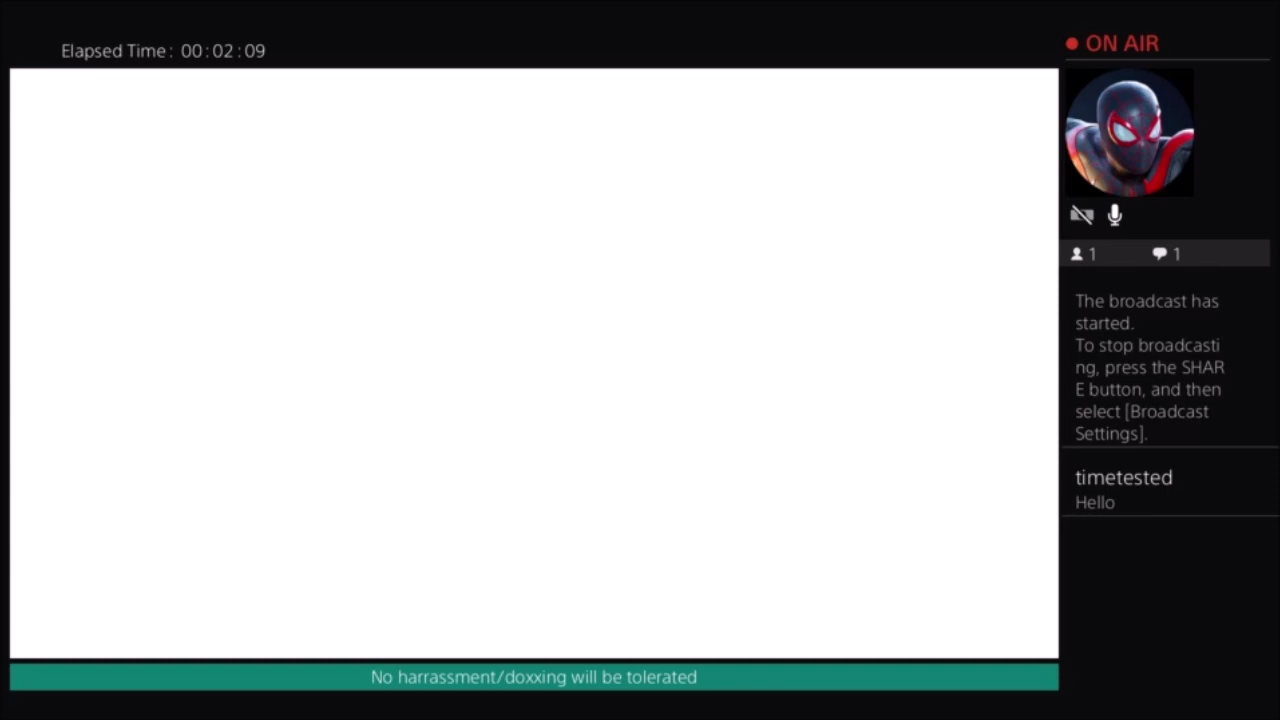 Elapsed Time: 00:02:09
ON AIR
1 1
The broadcast has
started.
To stop broadcasti
ng, press the SHAR
E button, and then
select [Broadcast
Settings].
timetested
Hello
No harrassment/doxxing will be tolerated